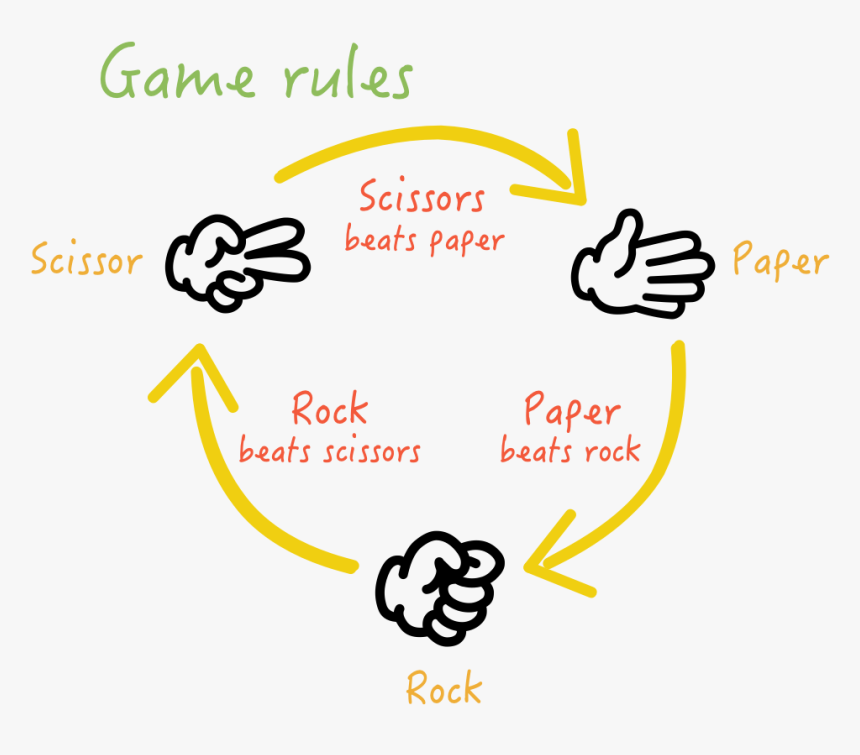 Game rules
Scissors
beats paper
Scissor
Paper
Rock
beats scissors
Paper
beats rock
Rock